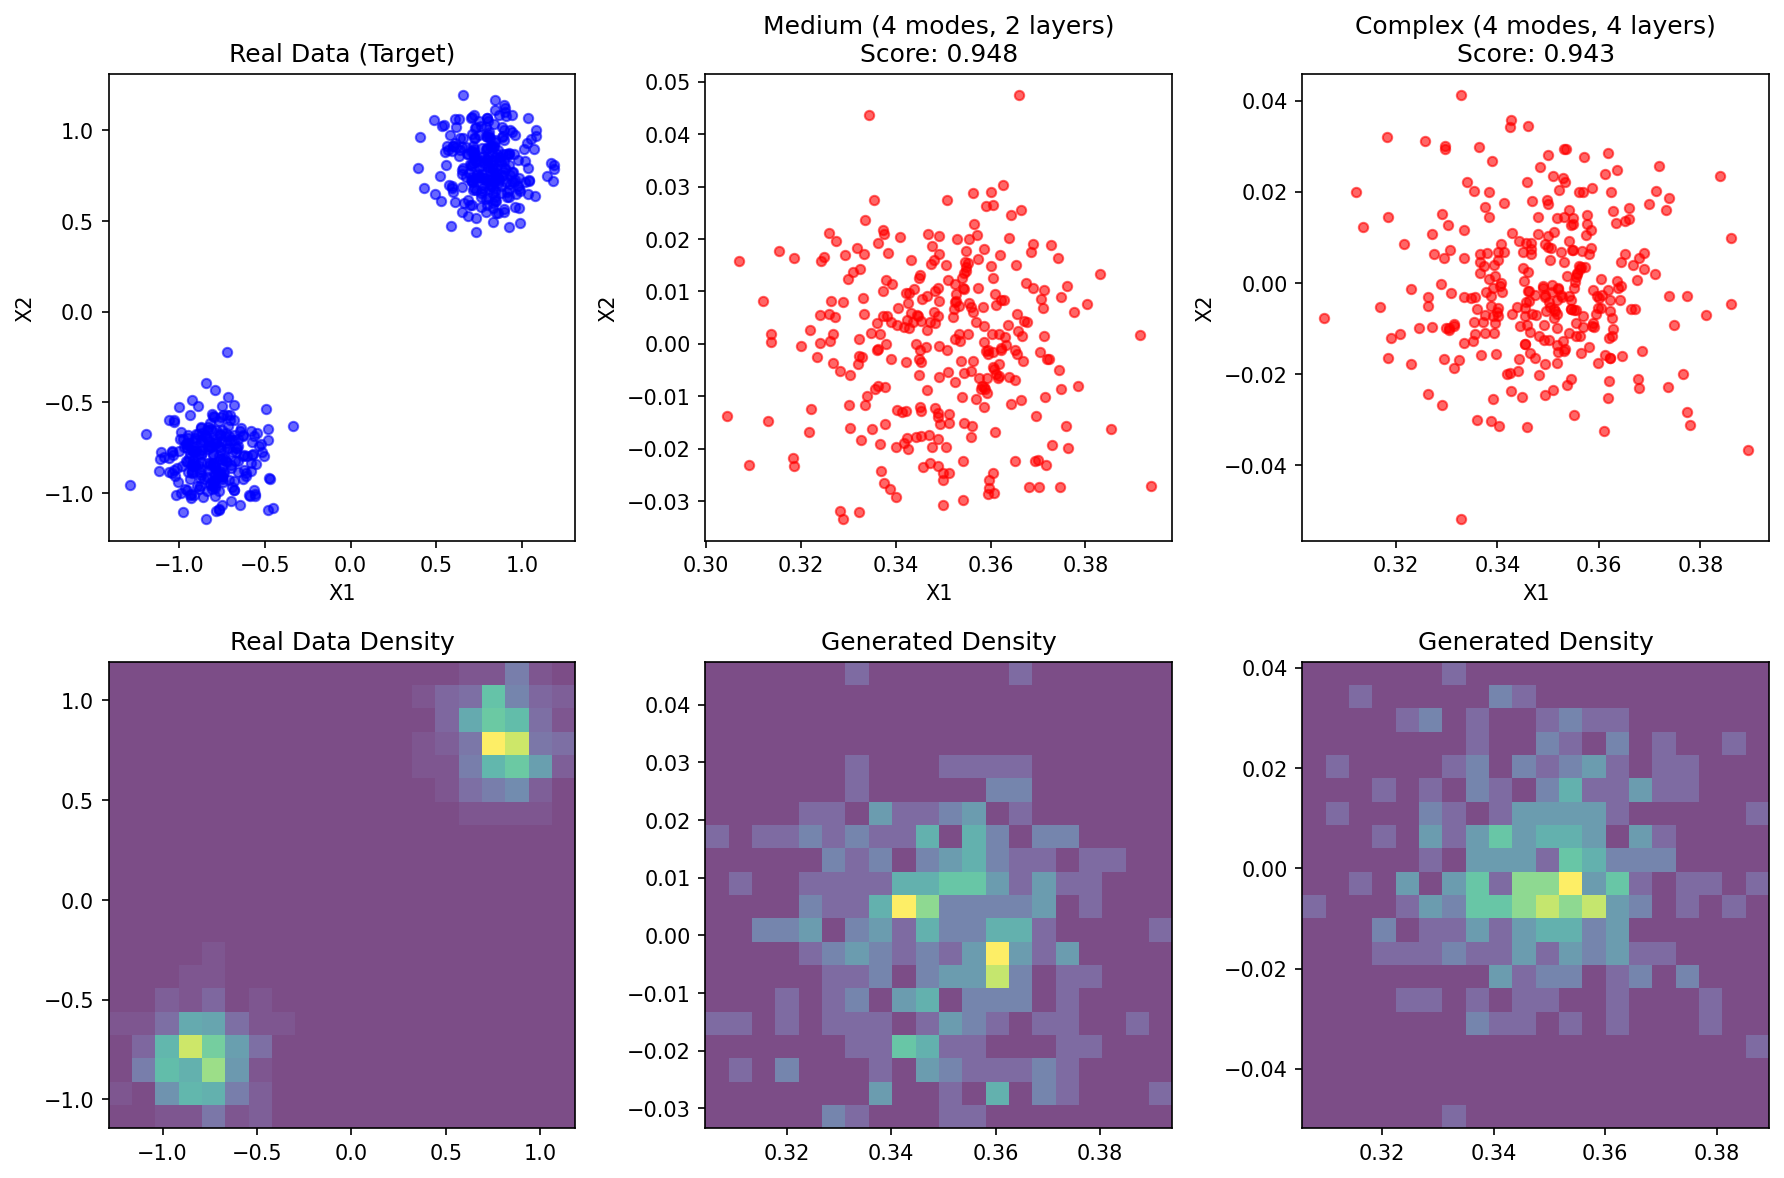 Real Data (Target)
1.0
0.5
0.0
−0.5
−1.0
X2
−1.0 −0.5 0.0 0.5 1.0
X1
Medium (4 modes, 2 layers)
Score: 0.948
0.05
0.04
0.03
0.02
0.01
0.00
−0.01
−0.02
−0.03
X2
0.30 0.32 0.34 0.36 0.38
X1
Complex (4 modes, 4 layers)
Score: 0.943
0.04
0.02
0.00
−0.02
−0.04
X2
0.32 0.34 0.36 0.38
X1
Real Data Density
1.0
0.5
0.0
−0.5
−1.0
−1.0 −0.5 0.0 0.5 1.0
Generated Density
0.04
0.03
0.02
0.01
0.00
−0.01
−0.02
−0.03
0.32 0.34 0.36 0.38
Generated Density
0.04
0.02
0.00
−0.02
−0.04
0.32 0.34 0.36 0.38